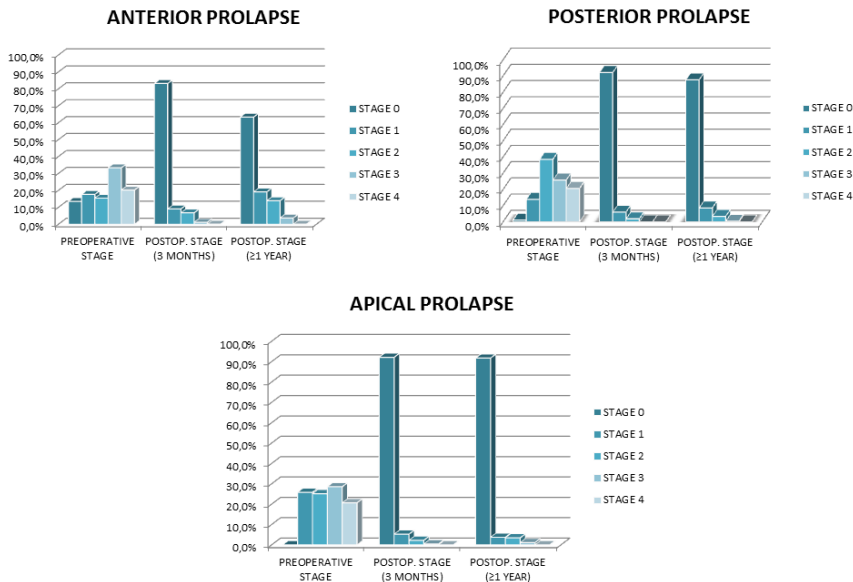 ANTERIOR PROLAPSE
100,0%
90,0%
80,0%
70,0%
60,0%
50,0%
40,0%
30,0%
20,0%
10,0%
0,0%
PREOPERATIVE STAGE
POSTOP. STAGE (3 MONTHS)
POSTOP. STAGE (≥1 YEAR)
STAGE 0
STAGE 1
STAGE 2
STAGE 3
STAGE 4
POSTERIOR PROLAPSE
100,0%
90,0%
80,0%
70,0%
60,0%
50,0%
40,0%
30,0%
20,0%
10,0%
0,0%
PREOPERATIVE STAGE
POSTOP. STAGE (3 MONTHS)
POSTOP. STAGE (≥1 YEAR)
STAGE 0
STAGE 1
STAGE 2
STAGE 3
STAGE 4
APICAL PROLAPSE
100,0%
90,0%
80,0%
70,0%
60,0%
50,0%
40,0%
30,0%
20,0%
10,0%
0,0%
PREOPERATIVE STAGE
POSTOP. STAGE (3 MONTHS)
POSTOP. STAGE (≥1 YEAR)
STAGE 0
STAGE 1
STAGE 2
STAGE 3
STAGE 4